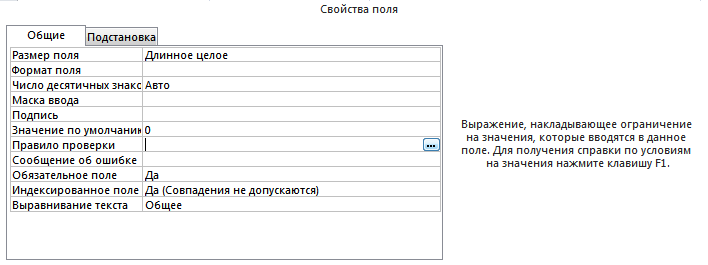 Свойства поля
Общие Подстановка
Размер поля Длинное целое
Формат поля
Число десятичных знако Авто
Маска ввода
Подпись
Значение по умолчани 0
Правило проверки ...
Сообщение об ошибке
Обязательное поле Да
Индексированное поле Да (Совпадения не допускаются)
Выравнивание текста Общее
Выражение, накладывающее ограничение
на значения, которые вводятся в данное
поле. Для получения справки по условиям
на значения нажмите клавишу F1.